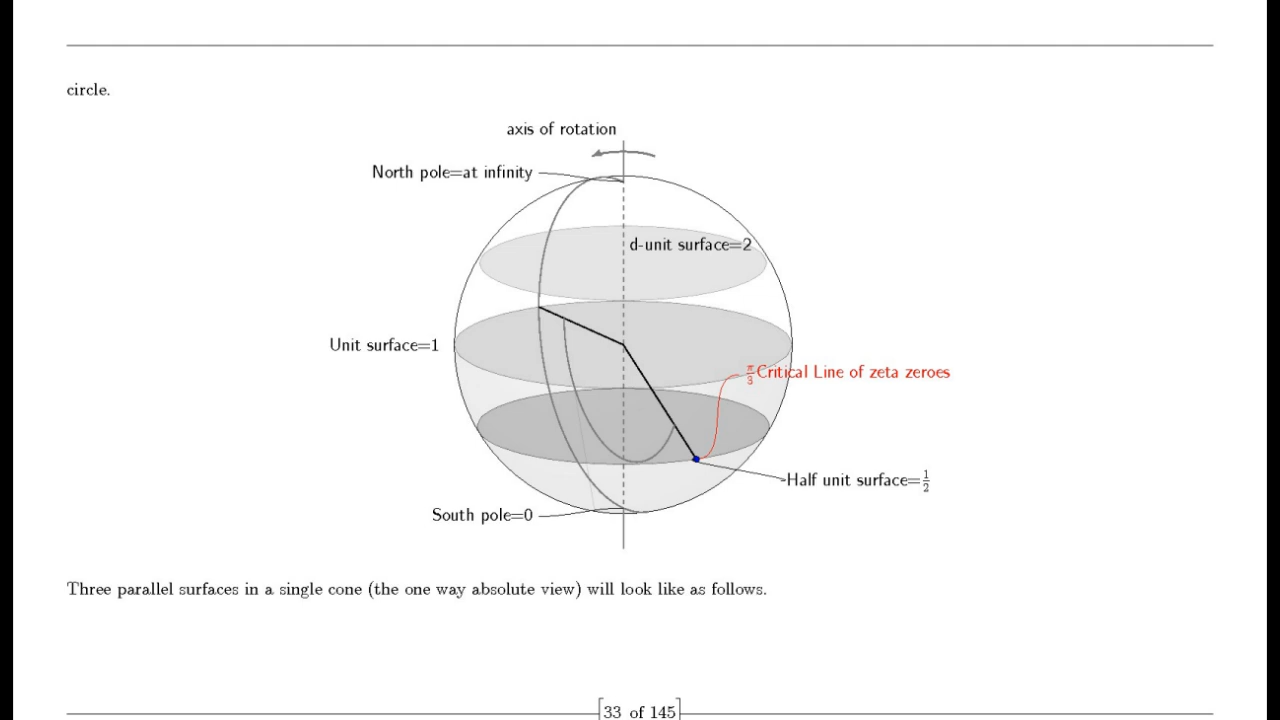 circle.
axis of rotation
North pole=at infinity
d-unit surface=2
Unit surface=1
π/3 Critical Line of zeta zeroes
Half unit surface=1/2
South pole=0
Three parallel surfaces in a single cone (the one way absolute view) will look like as follows.
33 of 145